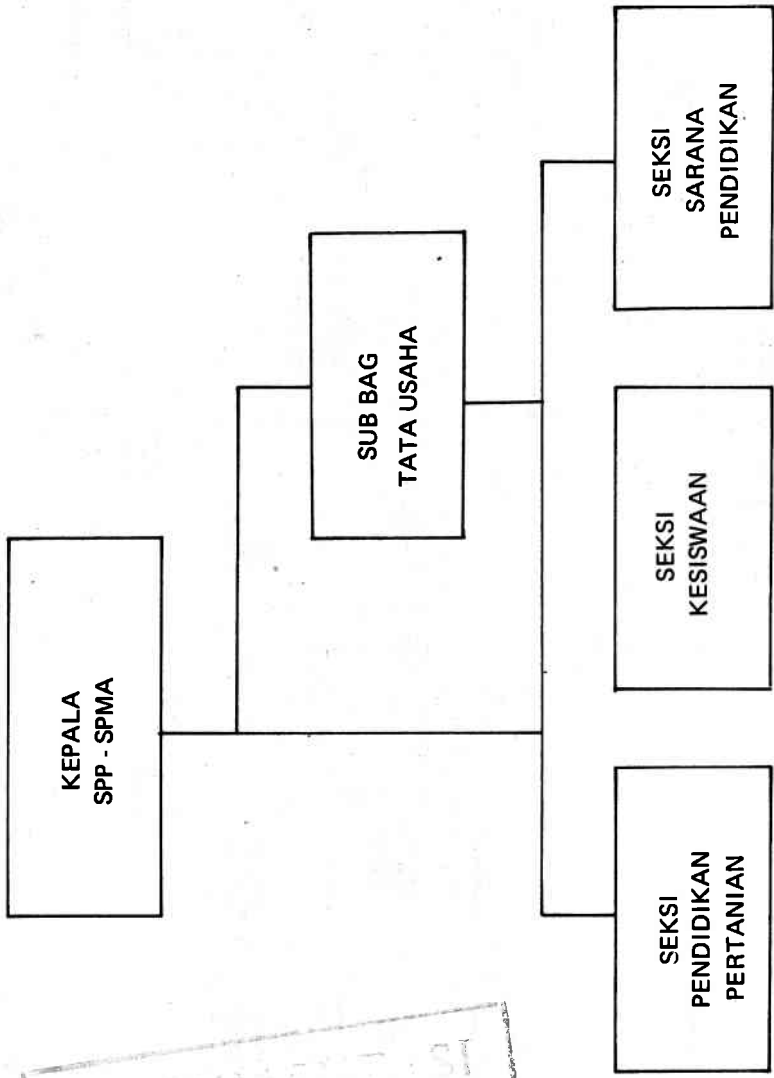 KEPALA
SPP - SPMA
SUB BAG
TATA USAHA
SEKSI
PENDIDIKAN
PERTANIAN
SEKSI
KESISWAAN
SEKSI
SARANA
PENDIDIKAN